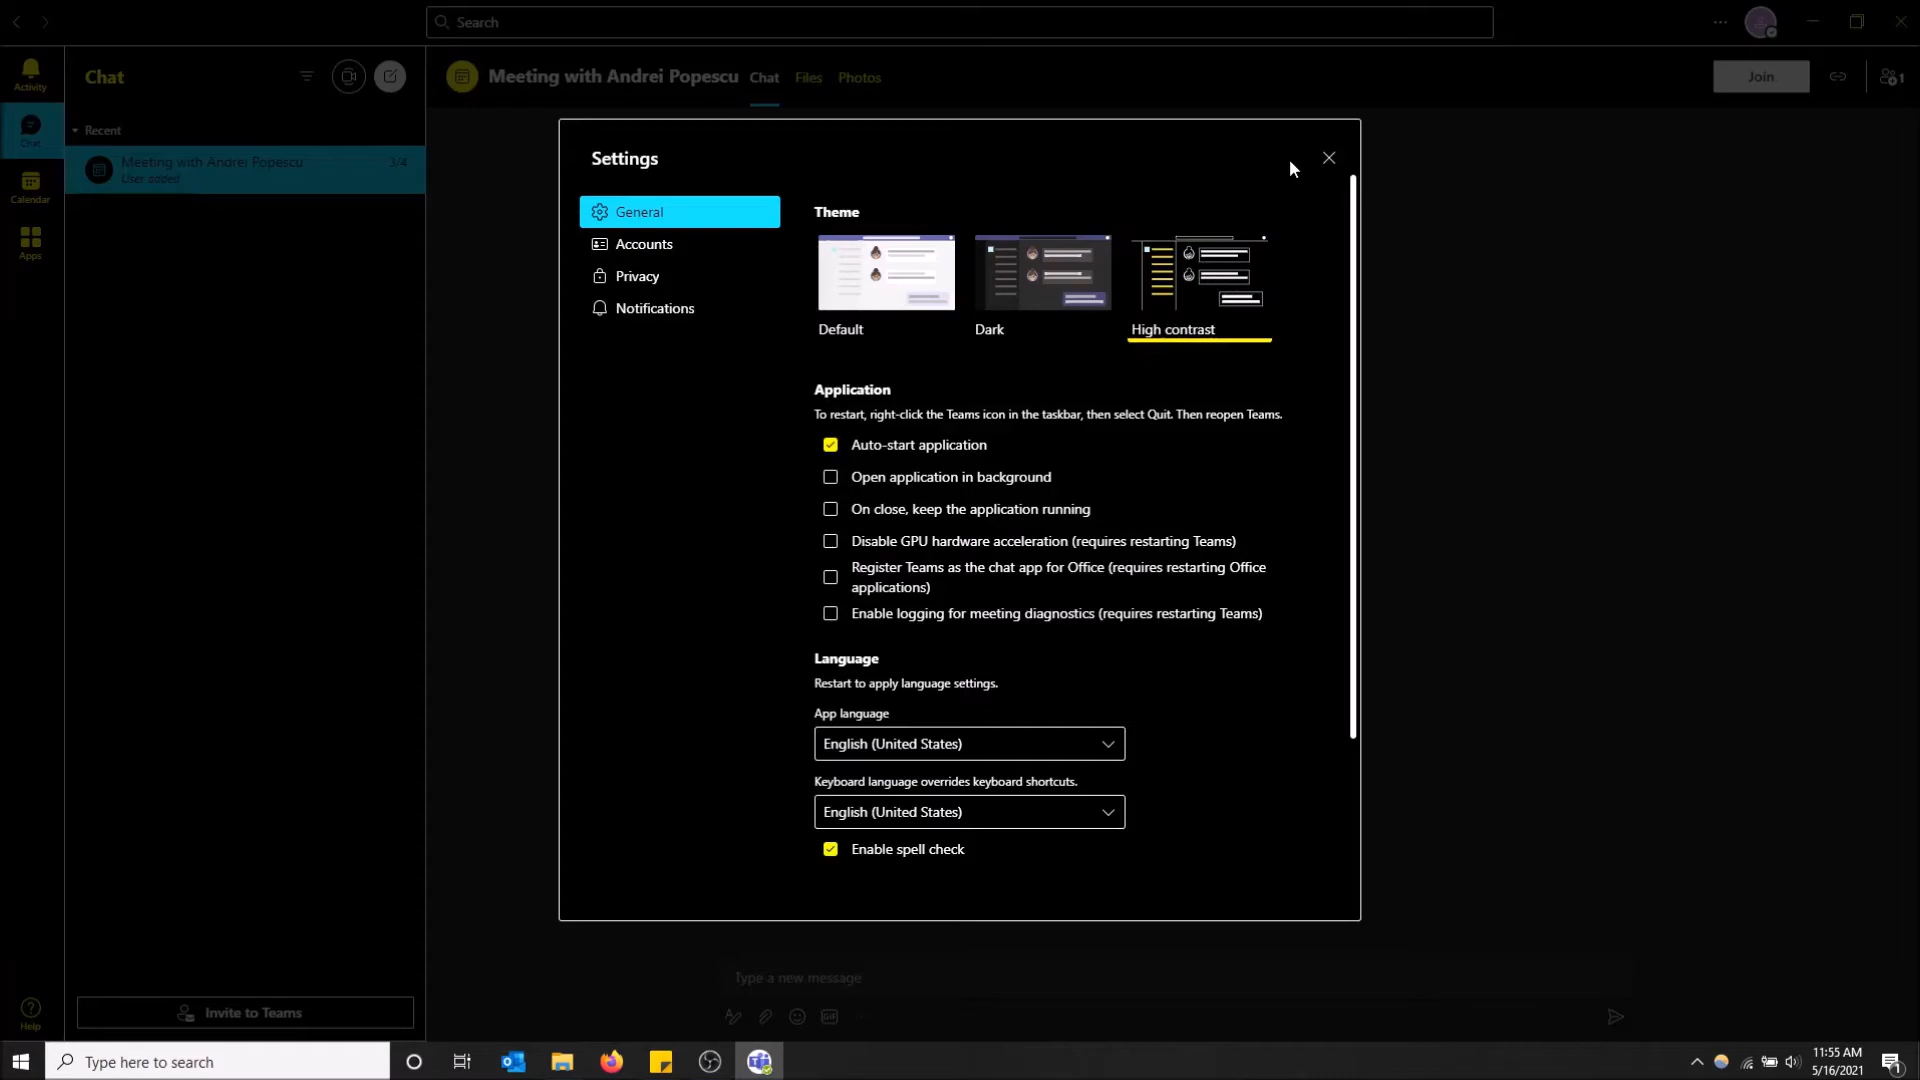 Search
Activity
Chat
Calendar
Apps
Help
Chat
Recent
Meeting with Andrei Popescu 3/4
User added
Invite to Teams
Meeting with Andrei Popescu Chat Files Photos
Join
1
Settings
General
Accounts
Privacy
Notifications
Theme
Default Dark High contrast
Application
To restart, right-click the Teams icon in the taskbar, then select Quit. Then reopen Teams.
Auto-start application
Open application in background
On close, keep the application running
Disable GPU hardware acceleration (requires restarting Teams)
Register Teams as the chat app for Office (requires restarting Office
applications)
Enable logging for meeting diagnostics (requires restarting Teams)
Language
Restart to apply language settings.
App language
English (United States)
Keyboard language overrides keyboard shortcuts.
English (United States)
Enable spell check
Type a new message
GIF
Type here to search
11:55 AM
5/16/2021
1